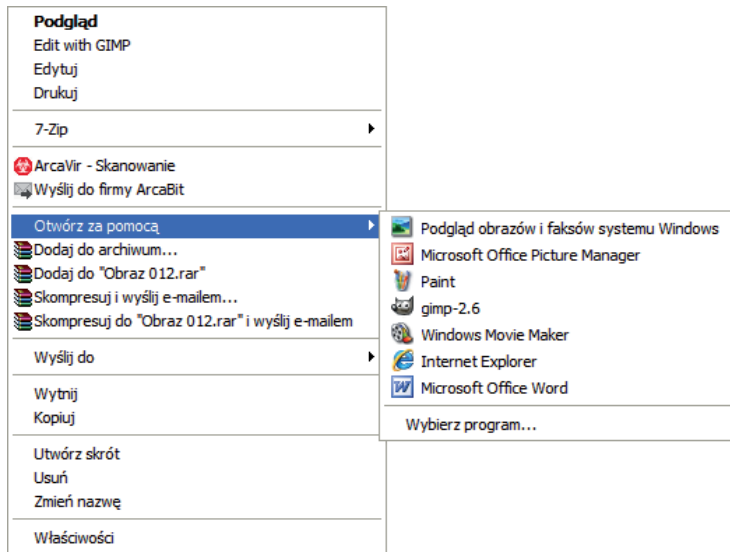 Podgląd
Edit with GIMP
Edytuj
Drukuj
7-Zip
ArcaVir - Skanowanie
Wyślij do firmy ArcaBit
Otwórz za pomocą
Dodaj do archiwum...
Dodaj do "Obraz 012.rar"
Skompresuj i wyślij e-mailem...
Skompresuj do "Obraz 012.rar" i wyślij e-mailem
Wyślij do
Wytnij
Kopiuj
Utwórz skrót
Usuń
Zmień nazwę
Właściwości
Podgląd obrazów i faksów systemu Windows
Microsoft Office Picture Manager
Paint
gimp-2.6
Windows Movie Maker
Internet Explorer
Microsoft Office Word
Wybierz program...